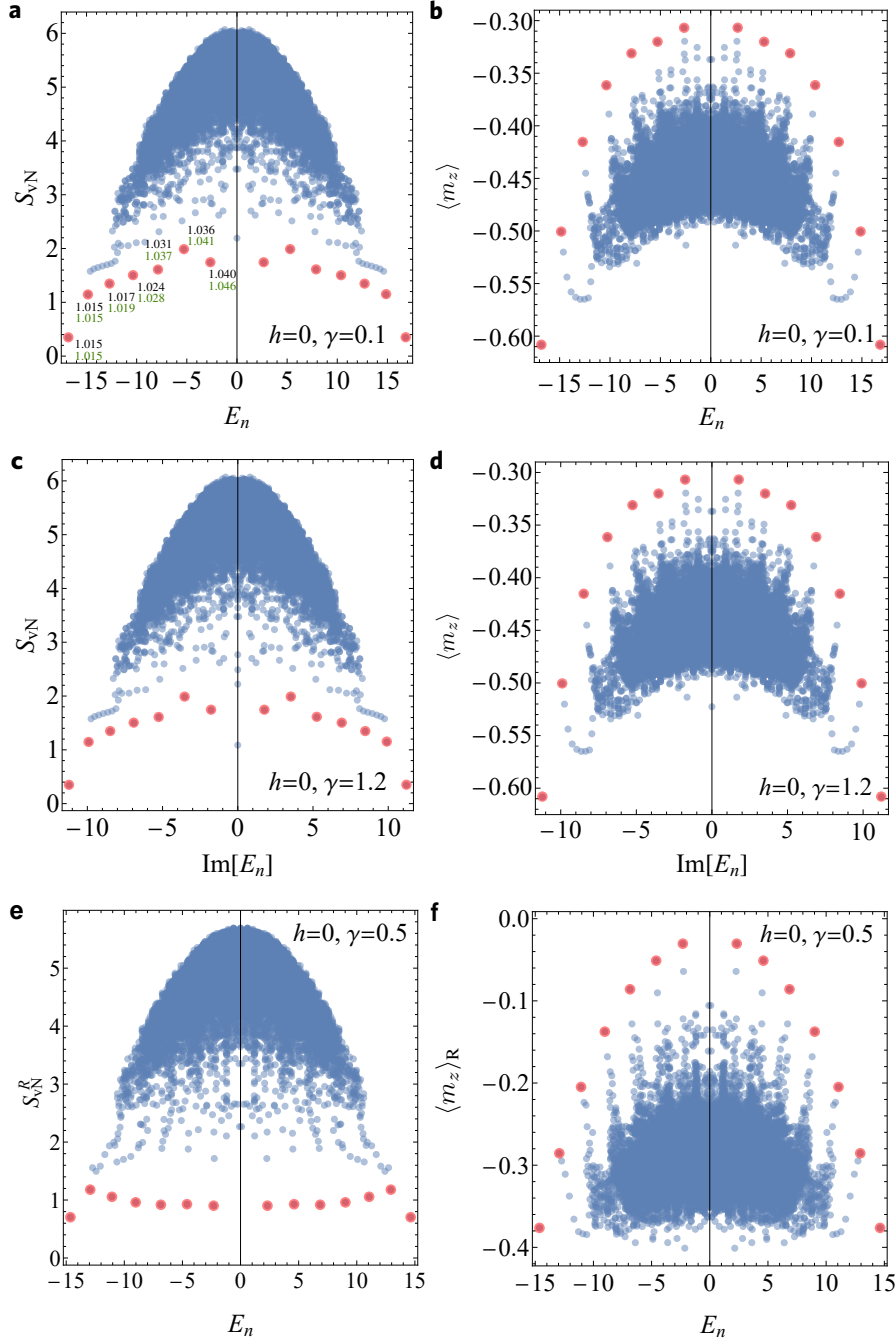 a
6
5
4
3
2
1
0
S_vN
1.015
1.015
1.015
1.015
1.017
1.019
1.024
1.028
1.031
1.037
1.036
1.041
1.040
1.046
h=0, γ=0.1
−15 −10 −5 0 5 10 15
E_n
b
−0.30
−0.35
−0.40
−0.45
−0.50
−0.55
−0.60
⟨m_z⟩
h=0, γ=0.1
−15 −10 −5 0 5 10 15
E_n
c
6
5
4
3
2
1
0
S_vN
h=0, γ=1.2
−10 −5 0 5 10
Im[E_n]
d
−0.30
−0.35
−0.40
−0.45
−0.50
−0.55
−0.60
⟨m_z⟩
h=0, γ=1.2
−10 −5 0 5 10
Im[E_n]
e
5
4
3
2
1
0
S_vN^R
h=0, γ=0.5
−15 −10 −5 0 5 10 15
E_n
f
0.0
−0.1
−0.2
−0.3
−0.4
⟨m_z⟩_R
h=0, γ=0.5
−15 −10 −5 0 5 10 15
E_n